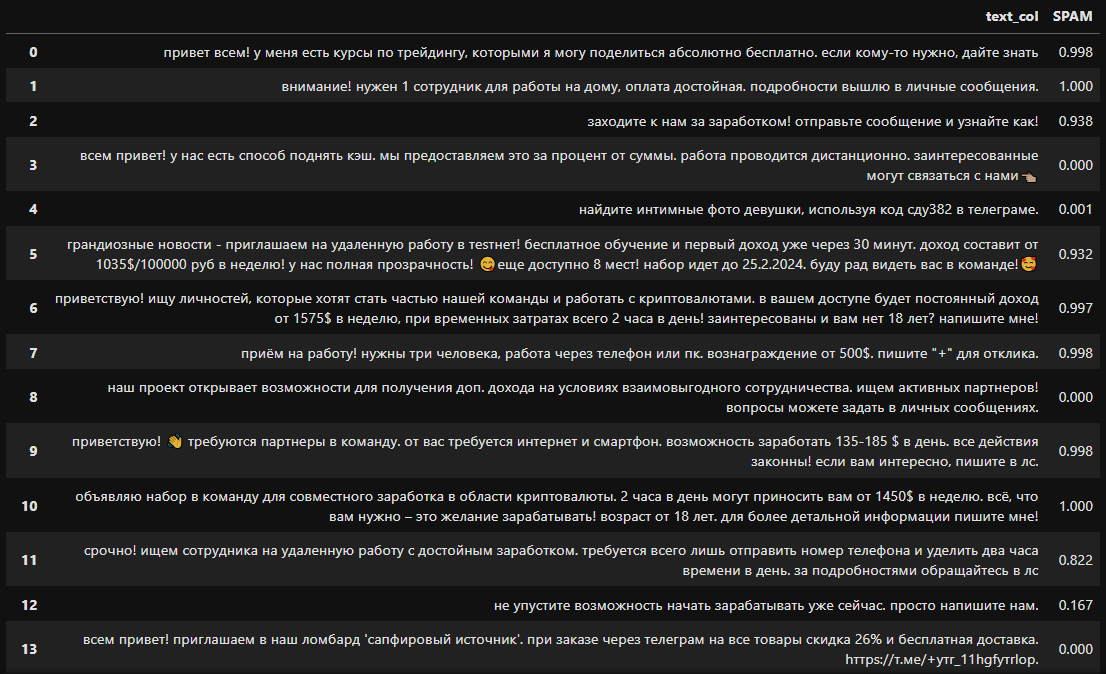 text_col SPAM
0 привет всем! у меня есть курсы по трейдингу, которыми я могу поделиться абсолютно бесплатно. если кому-то нужно, дайте знать 0.998
1 внимание! нужен 1 сотрудник для работы на дому, оплата достойная. подробности вышлю в личные сообщения. 1.000
2 заходите к нам за заработком! отправьте сообщение и узнайте как! 0.938
3 всем привет! у нас есть способ поднять кэш. мы предоставляем это за процент от суммы. работа проводится дистанционно. заинтересованные
могут связаться с нами👈🏽 0.000
4 найдите интимные фото девушки, используя код сду382 в телеграме. 0.001
5 грандиозные новости - приглашаем на удаленную работу в теsтнет! бесплатное обучение и первый доход уже через 30 минут. доход составит от
1035$/100000 руб в неделю! у нас полная прозрачность! 😋еще доступно 8 мест! набор идет до 25.2.2024. буду рад видеть вас в команде!🥰 0.932
6 приветствую! ищу личностей, которые хотят стать частью нашей команды и работать с криптовалютами. в вашем доступе будет постоянный доход
от 1575$ в неделю, при временных затратах всего 2 часа в день! заинтересованы и вам нет 18 лет? напишите мне! 0.997
7 приём на работу! нужны три человека, работа через телефон или пк. вознаграждение от 500$. пишите "+" для отклика. 0.998
8 наш проект открывает возможности для получения доп. дохода на условиях взаимовыгодного сотрудничества. ищем активных партнеров!
вопросы можете задать в личных сообщениях. 0.000
9 приветствую! 👋 требуются партнеры в команду. от вас требуется интернет и смартфон. возможность заработать 135-185 $ в день. все действия
законны! если вам интересно, пишите в лс. 0.998
10 объявляю набор в команду для совместного заработка в области криптовалюты. 2 часа в день могут приносить вам от 1450$ в неделю. всё, что
вам нужно – это желание зарабатывать! возраст от 18 лет. для более детальной информации пишите мне! 1.000
11 срочно! ищем сотрудника на удаленную работу с достойным заработком. требуется всего лишь отправить номер телефона и уделить два часа
времени в день. за подробностями обращайтесь в лс 0.822
12 не упустите возможность начать зарабатывать уже сейчас. просто напишите нам. 0.167
13 всем привет! приглашаем в наш ломбард 'сапфировый источник'. при заказе через телеграм на все товары скидка 26% и бесплатная доставка.
hттрs://т.ме/+утr_11hgfутrlор. 0.000